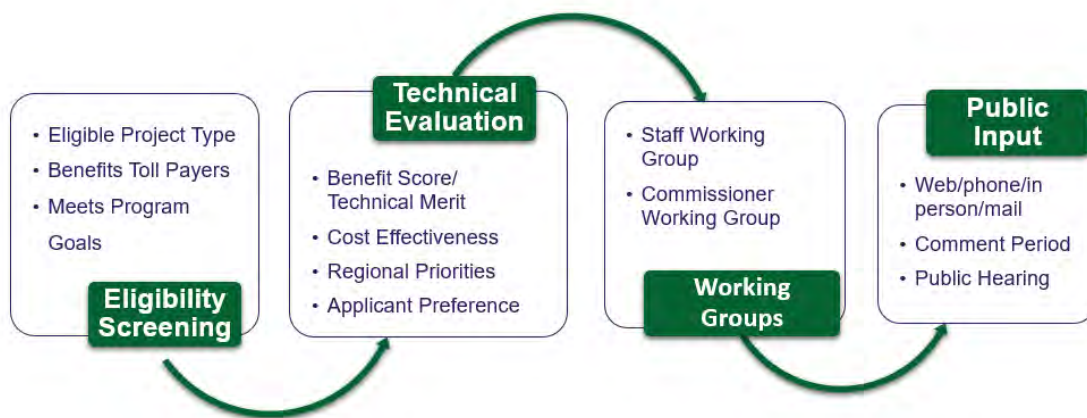 • Eligible Project Type
• Benefits Toll Payers
• Meets Program
Goals
Eligibility
Screening
Technical
Evaluation
• Benefit Score/
Technical Merit
• Cost Effectiveness
• Regional Priorities
• Applicant Preference
• Staff Working
Group
• Commissioner
Working Group
Working
Groups
Public
Input
• Web/phone/in
person/mail
• Comment Period
• Public Hearing